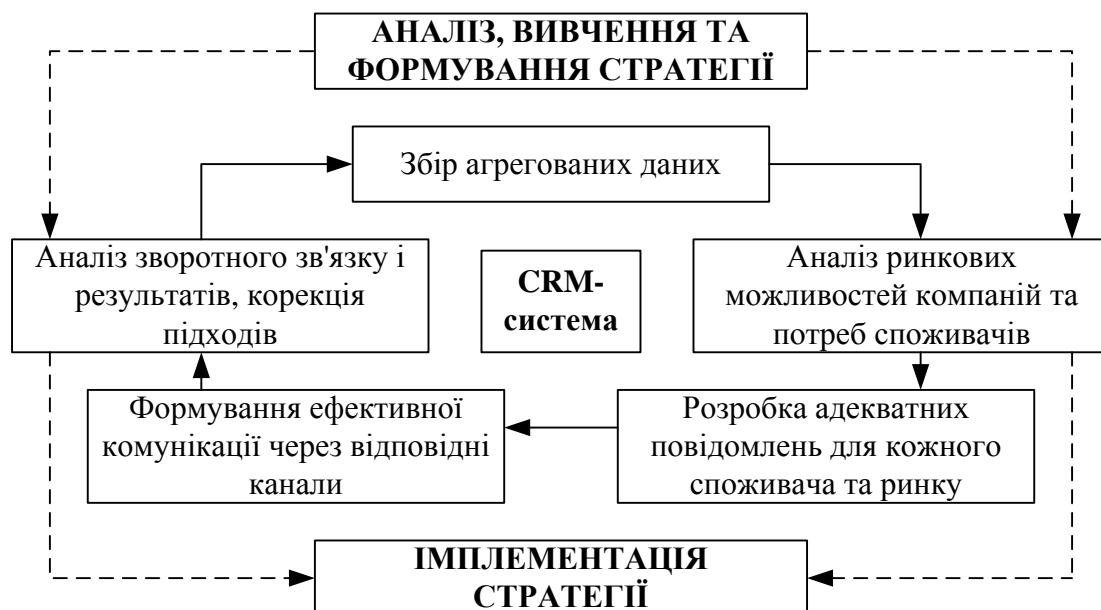 АНАЛІЗ, ВИВЧЕННЯ ТА
ФОРМУВАННЯ СТРАТЕГІЇ
Збір агрегованих даних
Аналіз зворотного зв'язку і
результатів, корекція
підходів
CRM-
система
Аналіз ринкових
можливостей компаній та
потреб споживачів
Формування ефективної
комунікації через відповідні
канали
Розробка адекватних
повідомлень для кожного
споживача та ринку
ІМПЛЕМЕНТАЦІЯ
СТРАТЕГІЇ